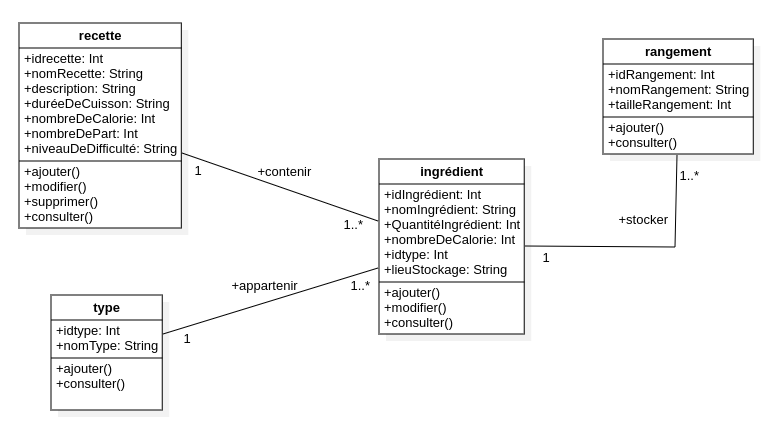 recette
+idrecette: Int
+nomRecette: String
+description: String
+duréeDeCuisson: String
+nombreDeCalorie: Int
+nombreDePart: Int
+niveauDeDifficulté: String
+ajouter()
+modifier()
+supprimer()
+consulter()
rangement
+idRangement: Int
+nomRangement: String
+tailleRangement: Int
+ajouter()
+consulter()
1
+contenir
1..*
ingrédient
+idIngrédient: Int
+nomIngrédient: String
+QuantitéIngrédient: Int
+nombreDeCalorie: Int
+idtype: Int
+lieuStockage: String
+ajouter()
+modifier()
+consulter()
1..*
+stocker
1
+appartenir
1..*
1
type
+idtype: Int
+nomType: String
+ajouter()
+consulter()